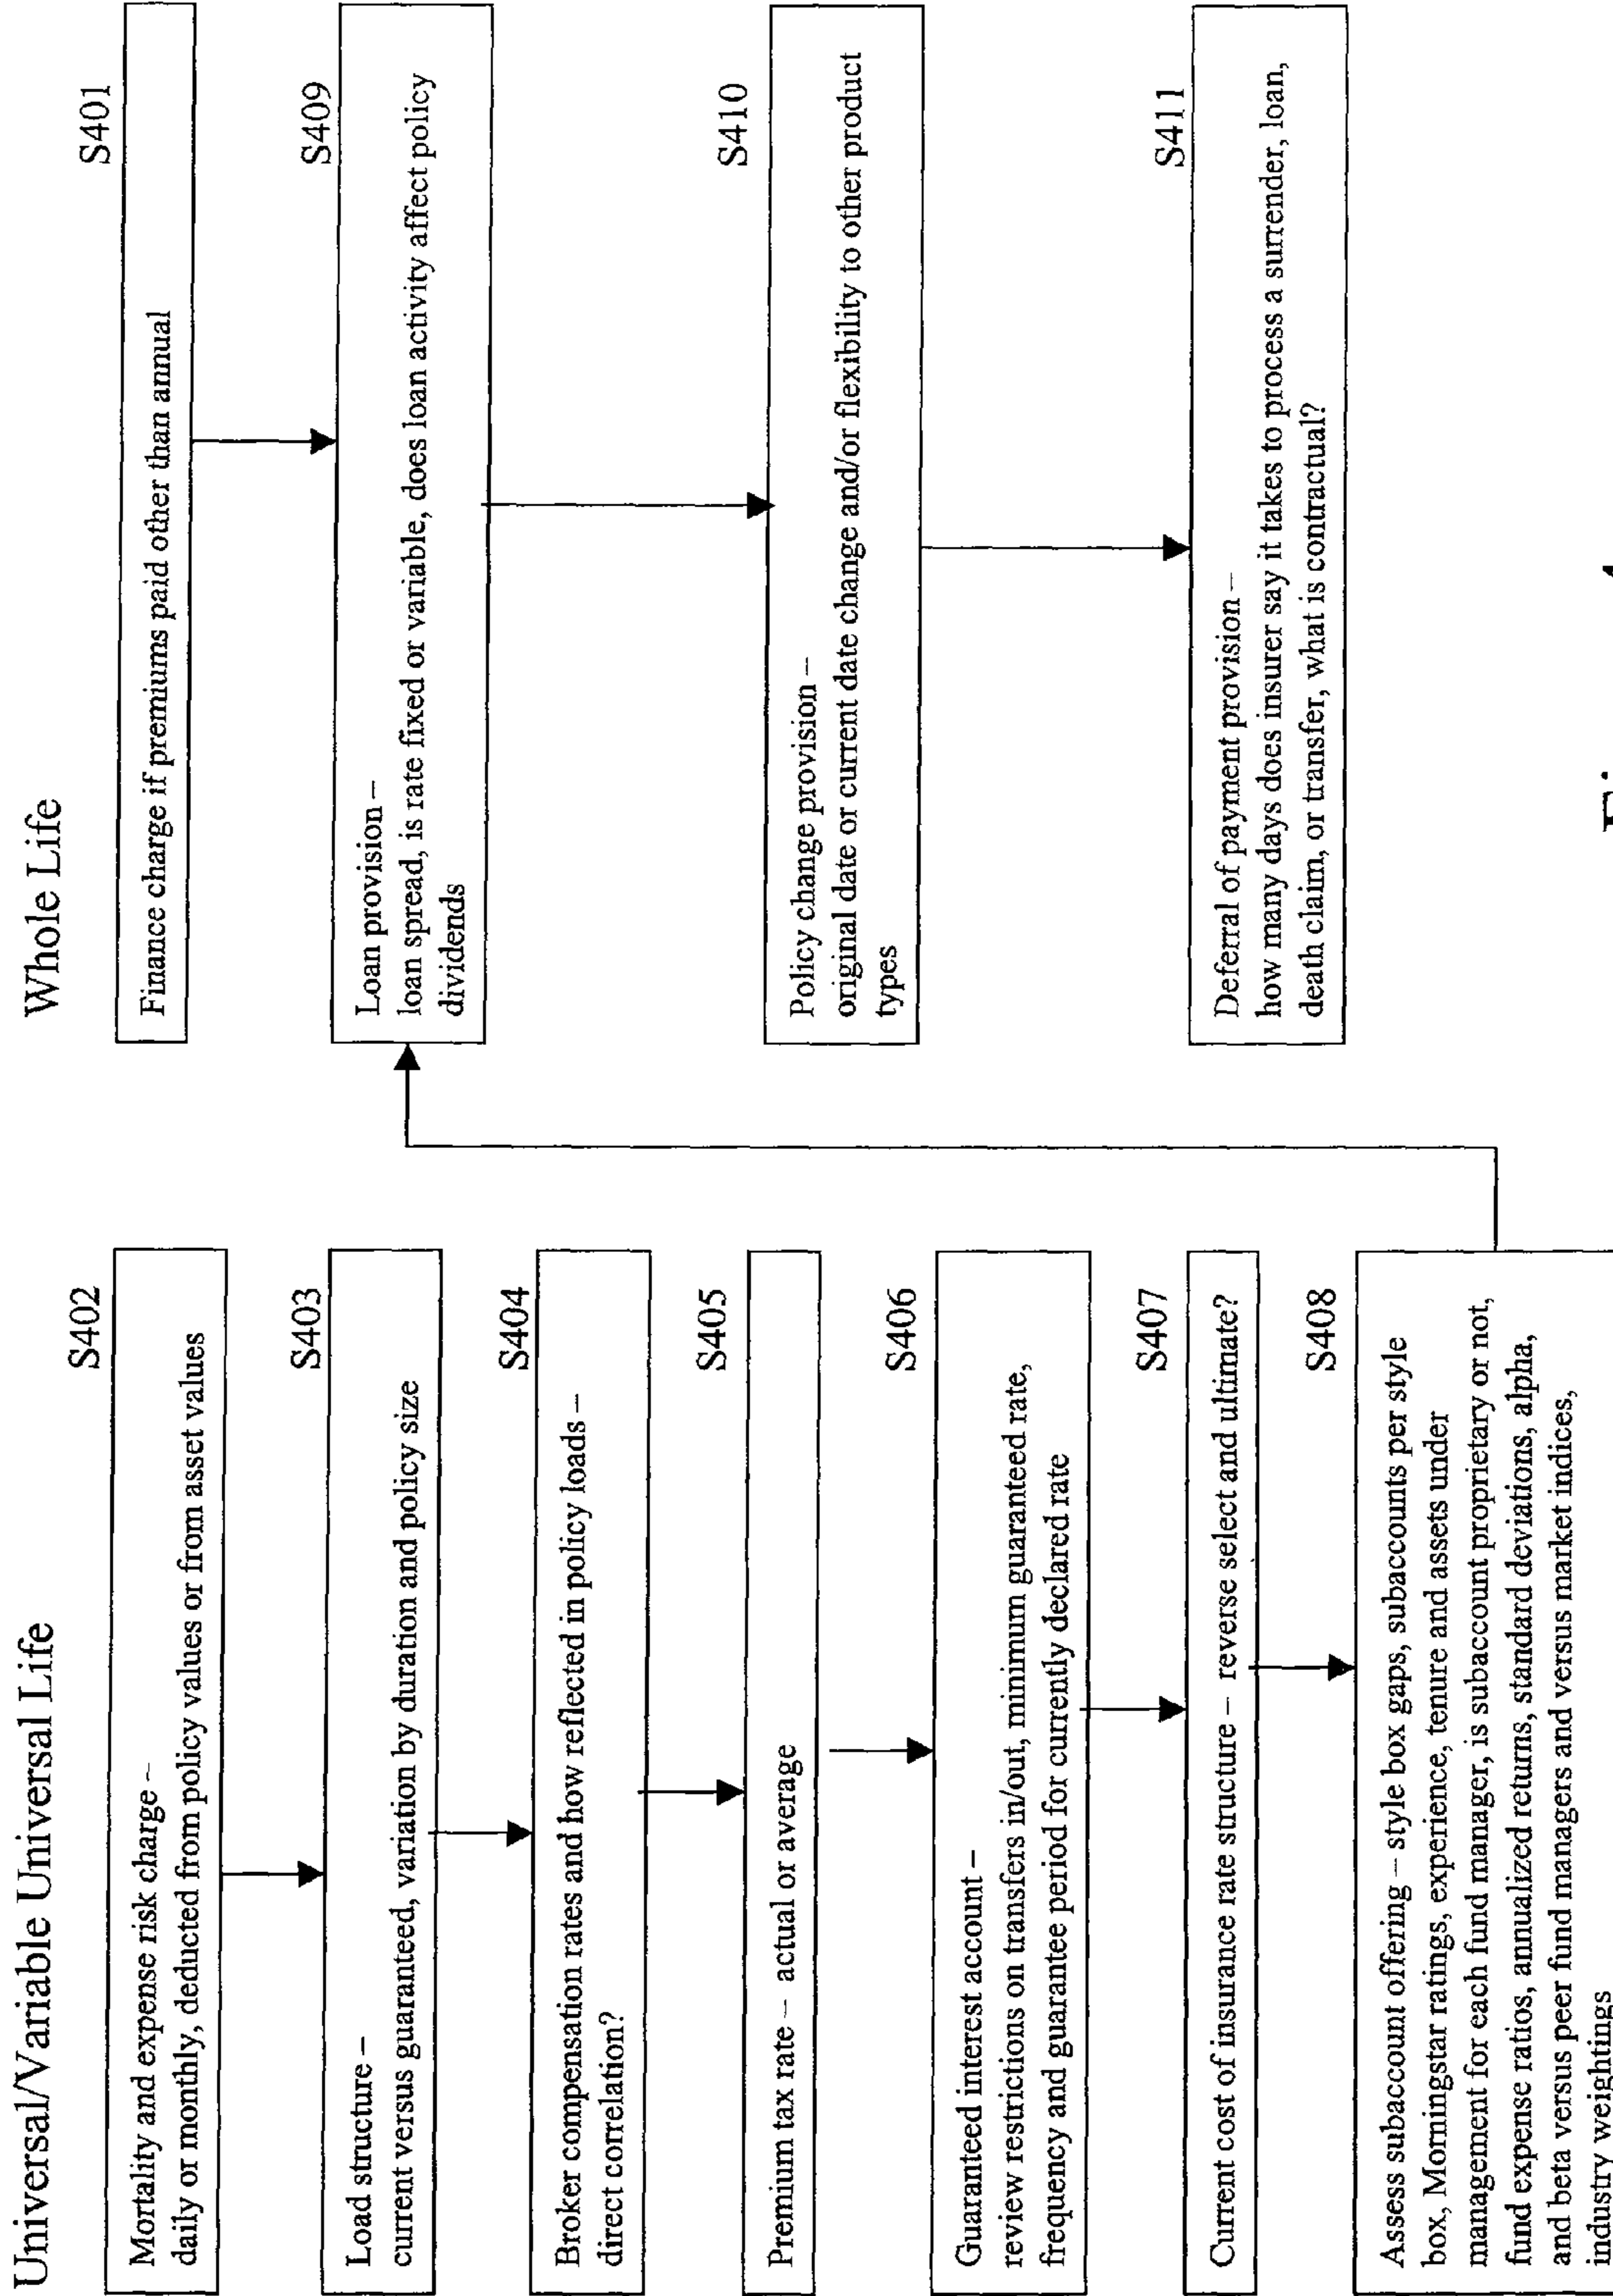 Universal/Variable Universal Life
S402
Mortality and expense risk charge –
daily or monthly, deducted from policy values or from asset values
S403
Load structure –
current versus guaranteed, variation by duration and policy size
S404
Broker compensation rates and how reflected in policy loads –
direct correlation?
S405
Premium tax rate – actual or average
S406
Guaranteed interest account –
review restrictions on transfers in/out, minimum guaranteed rate,
frequency and guarantee period for currently declared rate
S407
Current cost of insurance rate structure – reverse select and ultimate?
S408
Assess subaccount offering – style box gaps, subaccounts per style
box, Morningstar ratings, experience, tenure and assets under
management for each fund manager, is subaccount proprietary or not,
fund expense ratios, annualized returns, standard deviations, alpha,
and beta versus peer fund managers and versus market indices,
industry weightings
Whole Life
S401
Finance charge if premiums paid other than annual
S409
Loan provision –
loan spread, is rate fixed or variable, does loan activity affect policy
dividends
S410
Policy change provision –
original date or current date change and/or flexibility to other product
types
S411
Deferral of payment provision –
how many days does insurer say it takes to process a surrender, loan,
death claim, or transfer, what is contractual?